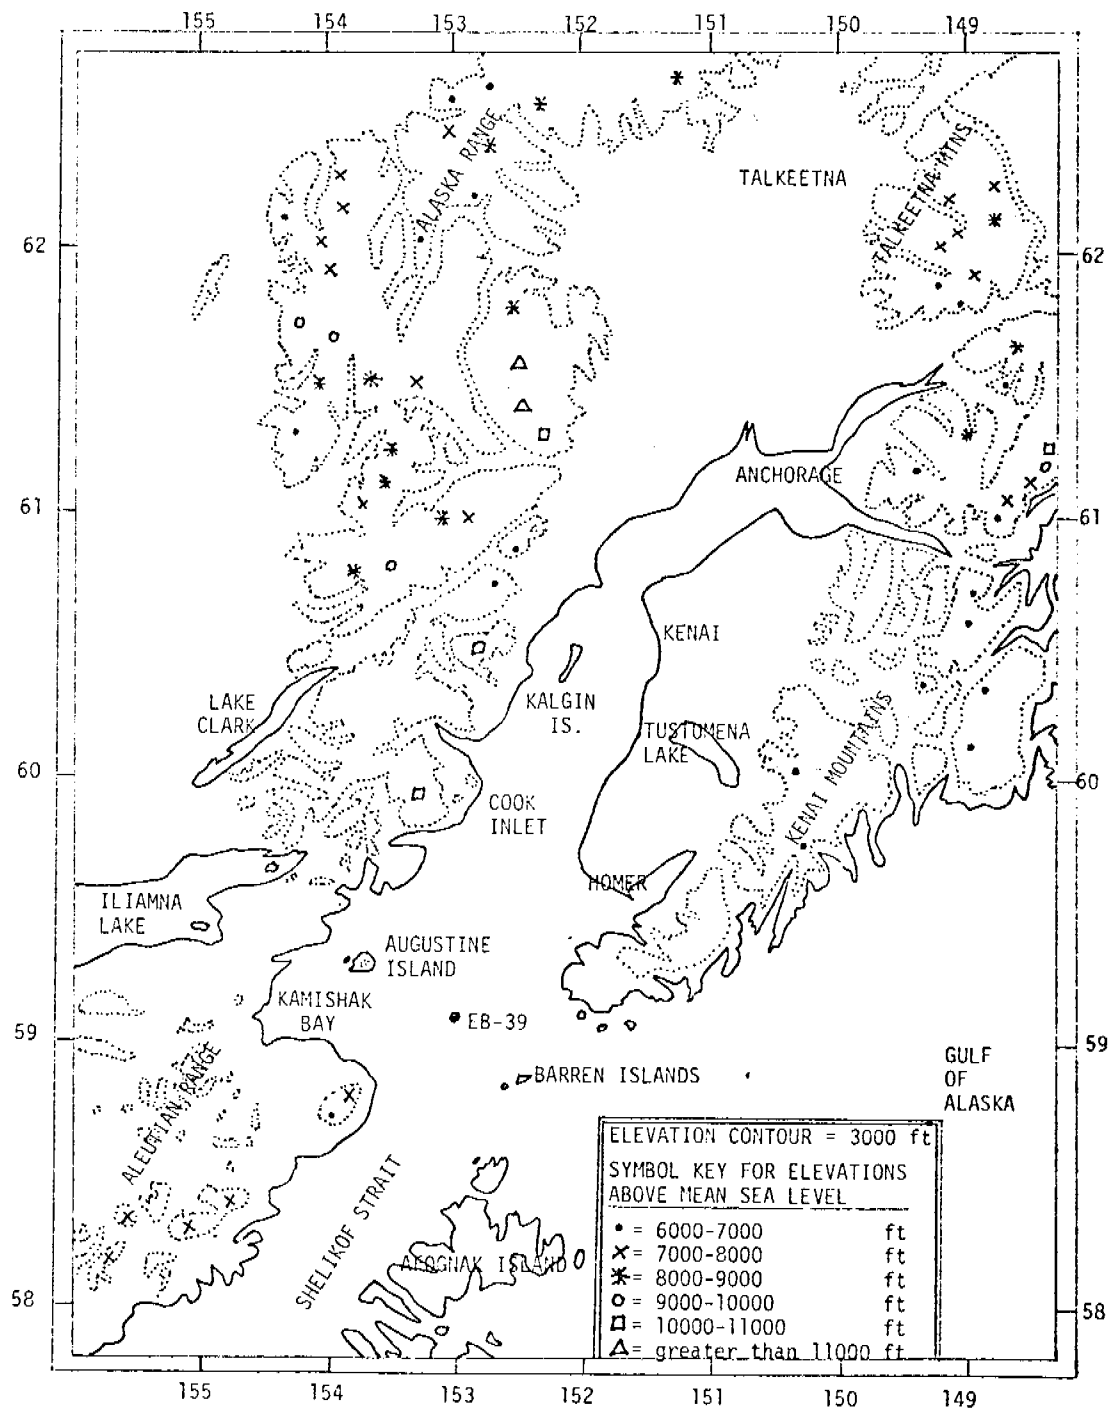 155 154 153 152 151 150 149
ALASKA RANGE
TALKEETNA
TALKEETNA MTNS
62
62
ANCHORAGE
61
61
KENAI
LAKE
CLARK
KALGIN
IS.
TUSTUMENA
LAKE
KENAI MOUNTAINS
60
60
COOK
INLET
HOMER
ILIAMNA
LAKE
AUGUSTINE
ISLAND
KAMISHAK
BAY
EB-39
59
59
GULF
OF
ALASKA
BARREN ISLANDS
ALEUTIAN RANGE
SHELIKOF STRAIT
AFOGNAK ISLAND
58
58
ELEVATION CONTOUR = 3000 ft
SYMBOL KEY FOR ELEVATIONS
ABOVE MEAN SEA LEVEL
• = 6000-7000 ft
× = 7000-8000 ft
* = 8000-9000 ft
o = 9000-10000 ft
□ = 10000-11000 ft
△ = greater than 11000 ft
155 154 153 152 151 150 149